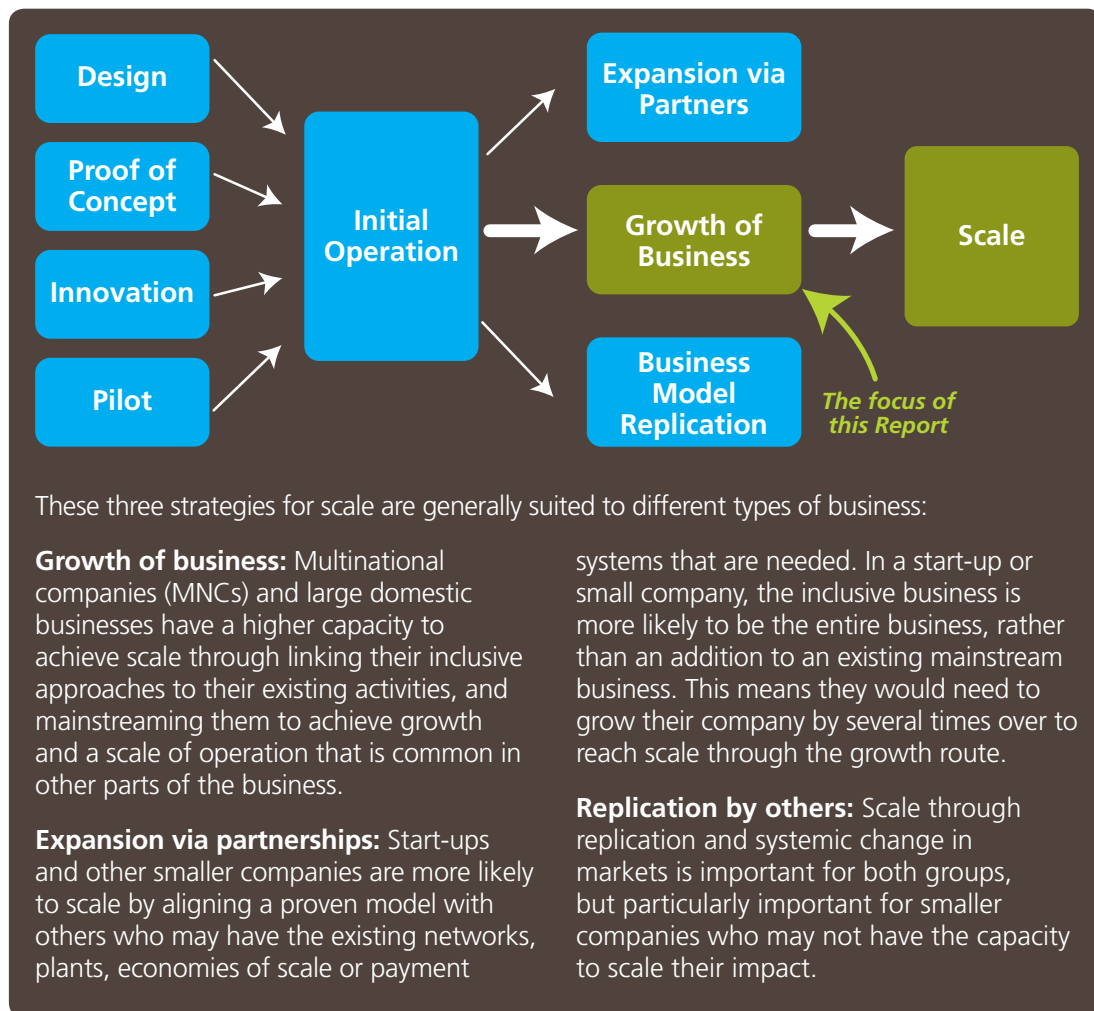 Design
Proof of
Concept
Innovation
Pilot
Initial
Operation
Expansion via
Partners
Growth of
Business
Business
Model
Replication
Scale
The focus of
this Report
These three strategies for scale are generally suited to different types of business:
Growth of business: Multinational
companies (MNCs) and large domestic
businesses have a higher capacity to
achieve scale through linking their inclusive
approaches to their existing activities, and
mainstreaming them to achieve growth
and a scale of operation that is common in
other parts of the business.
Expansion via partnerships: Start-ups
and other smaller companies are more likely
to scale by aligning a proven model with
others who may have the existing networks,
plants, economies of scale or payment
systems that are needed. In a start-up or
small company, the inclusive business is
more likely to be the entire business, rather
than an addition to an existing mainstream
business. This means they would need to
grow their company by several times over to
reach scale through the growth route.
Replication by others: Scale through
replication and systemic change in
markets is important for both groups,
but particularly important for smaller
companies who may not have the capacity
to scale their impact.